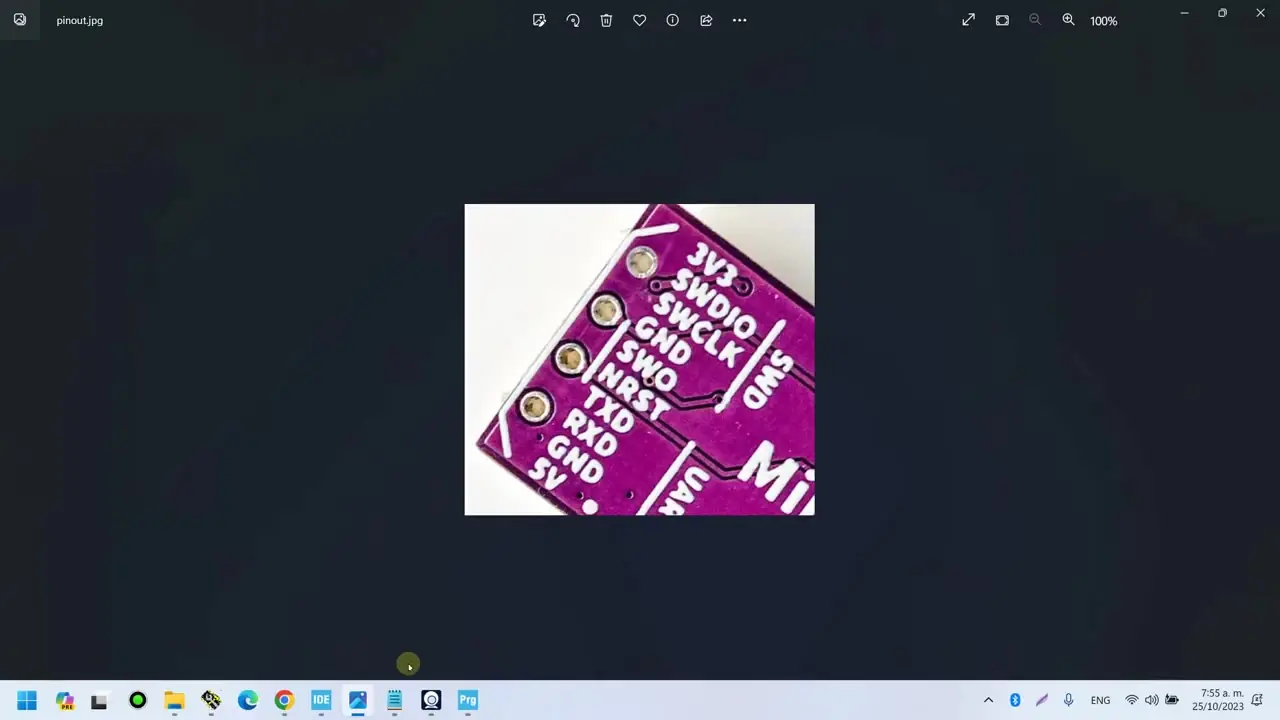 pinout.jpg
100%
3V3
SWDIO
SWCLK
GND
SWO
NRST
TXD
RXD
GND
5V
SWD
UAR
Mi
PRE
IDE
Prg
ENG
7:55 a. m.
25/10/2023